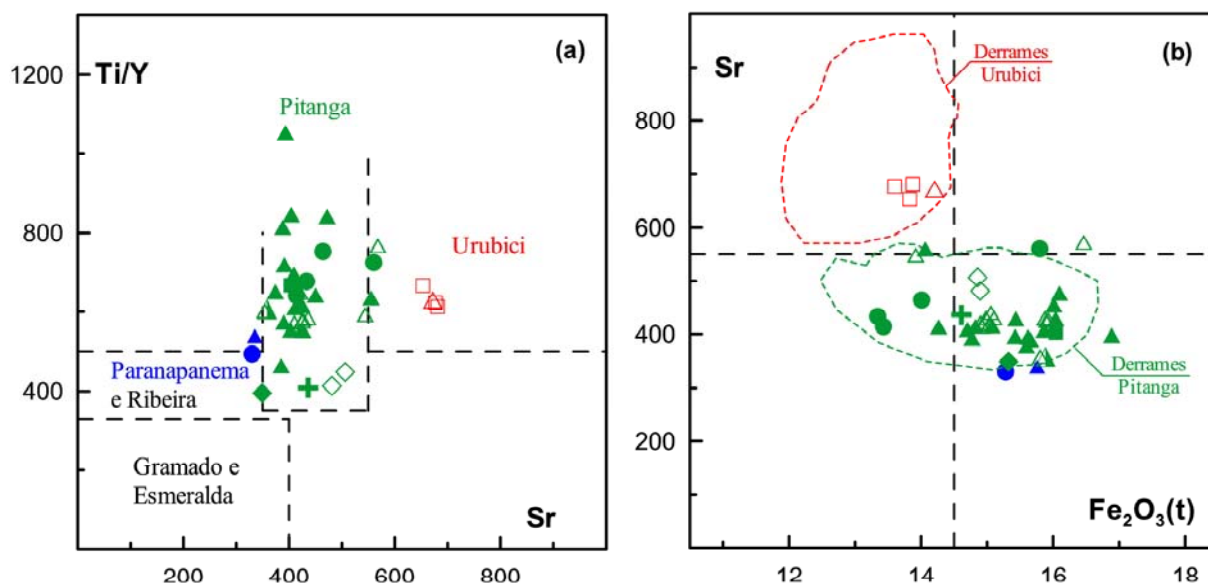 (a)
Ti/Y
1200
Pitanga
800
Urubici
Paranapanema
e Ribeira
400
Gramado e
Esmeralda
Sr
200
400
600
800
(b)
Sr
Derrames
Urubici
800
600
400
Derrames
Pitanga
200
Fe₂O₃(t)
12
14
16
18